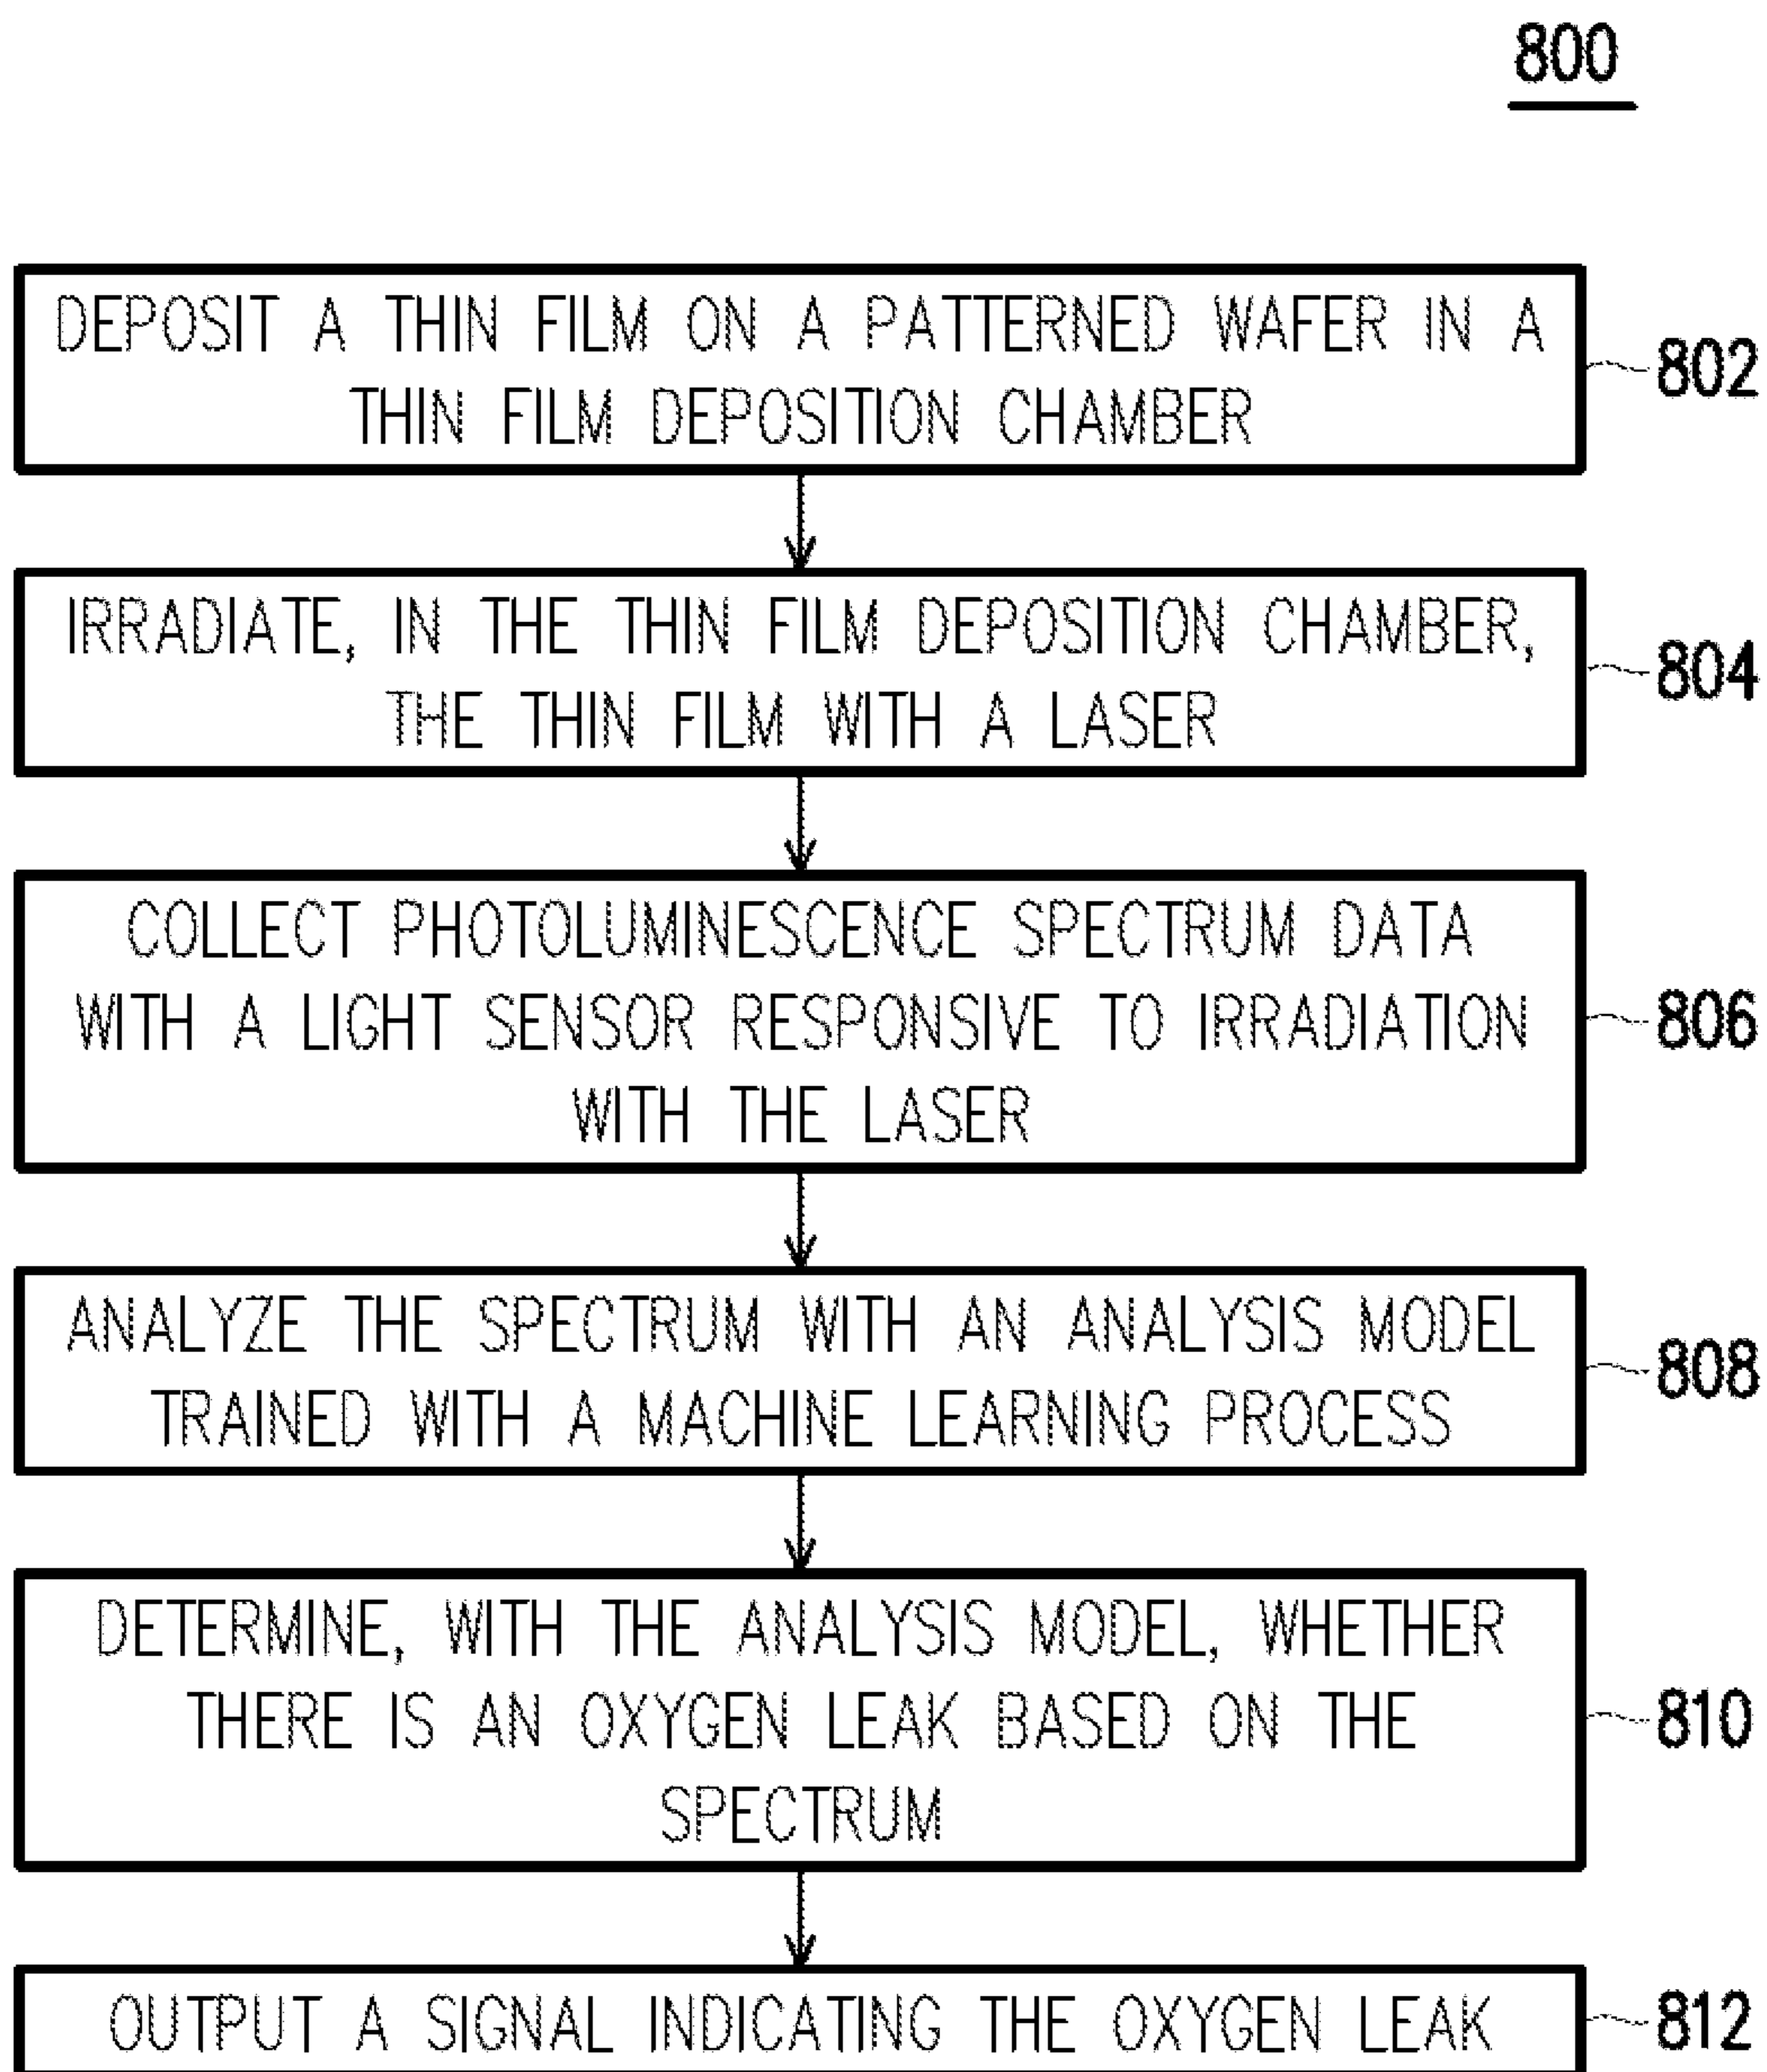 800
DEPOSIT A THIN FILM ON A PATTERNED WAFER IN A
THIN FILM DEPOSITION CHAMBER
802
IRRADIATE, IN THE THIN FILM DEPOSITION CHAMBER,
THE THIN FILM WITH A LASER
804
COLLECT PHOTOLUMINESCENCE SPECTRUM DATA
WITH A LIGHT SENSOR RESPONSIVE TO IRRADIATION
WITH THE LASER
806
ANALYZE THE SPECTRUM WITH AN ANALYSIS MODEL
TRAINED WITH A MACHINE LEARNING PROCESS
808
DETERMINE, WITH THE ANALYSIS MODEL, WHETHER
THERE IS AN OXYGEN LEAK BASED ON THE
SPECTRUM
810
OUTPUT A SIGNAL INDICATING THE OXYGEN LEAK
812